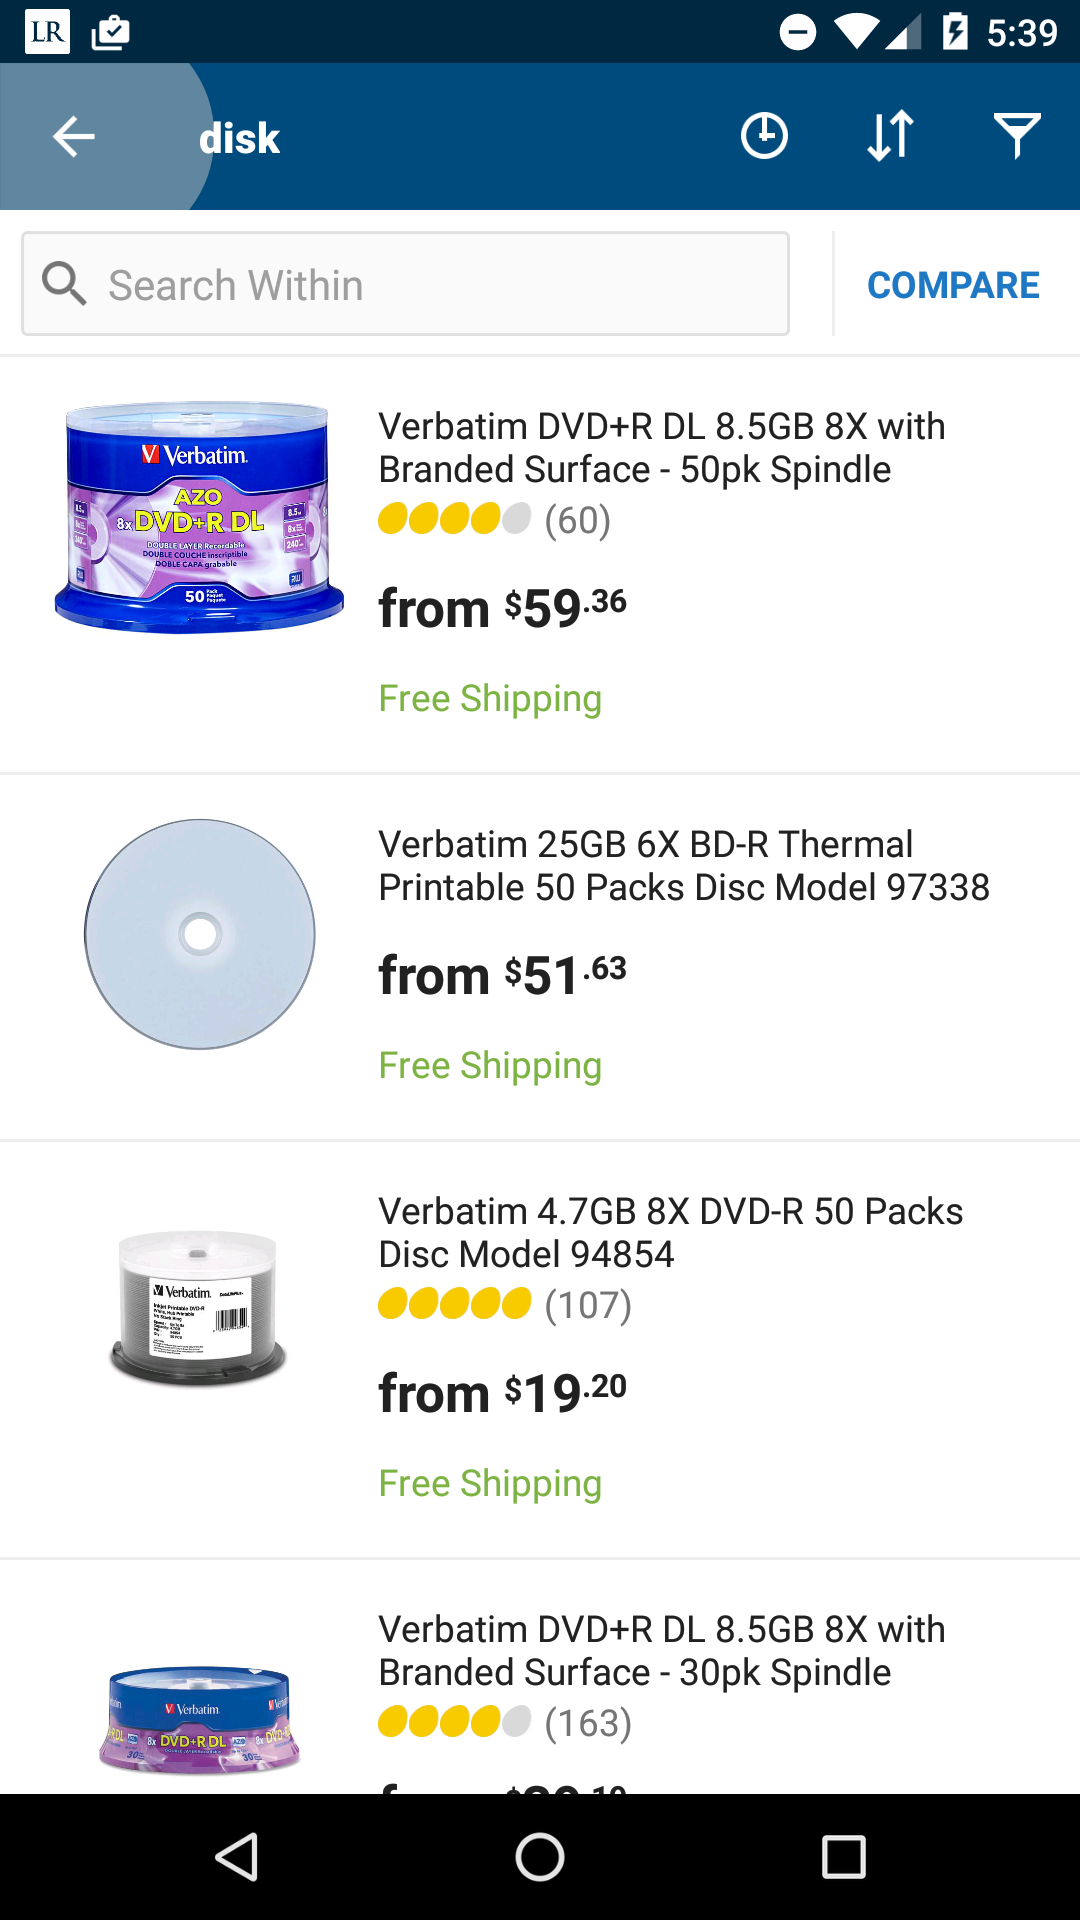 LR
5:39
disk
Search Within
COMPARE
Verbatim
AZO
8x DVD+R DL
DOUBLE LAYER Recordable
DOUBLE COUCHE inscriptible
DOBLE CAPA grabable
50
Verbatim DVD+R DL 8.5GB 8X with
Branded Surface - 50pk Spindle
(60)
from $59.36
Free Shipping
Verbatim 25GB 6X BD-R Thermal
Printable 50 Packs Disc Model 97338
from $51.63
Free Shipping
Verbatim
Verbatim 4.7GB 8X DVD-R 50 Packs
Disc Model 94854
(107)
from $19.20
Free Shipping
Verbatim
8x DVD+R DL
Verbatim DVD+R DL 8.5GB 8X with
Branded Surface - 30pk Spindle
(163)